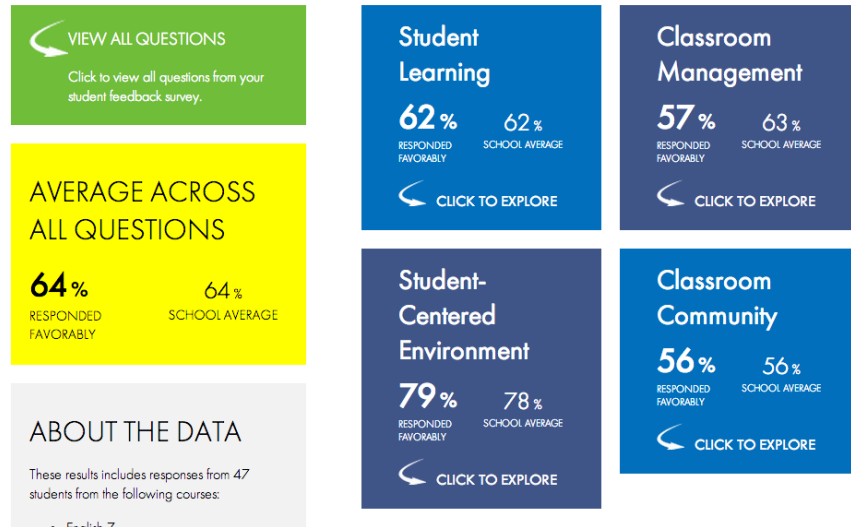 VIEW ALL QUESTIONS
Click to view all questions from your
student feedback survey.
AVERAGE ACROSS
ALL QUESTIONS
64 %
64 %
RESPONDED
FAVORABLY
SCHOOL AVERAGE
ABOUT THE DATA
These results includes responses from 47
students from the following courses:
Student
Learning
62 %
62 %
RESPONDED
FAVORABLY
SCHOOL AVERAGE
CLICK TO EXPLORE
Classroom
Management
57 %
63 %
RESPONDED
FAVORABLY
SCHOOL AVERAGE
CLICK TO EXPLORE
Student-
Centered
Environment
79 %
78 %
RESPONDED
FAVORABLY
SCHOOL AVERAGE
CLICK TO EXPLORE
Classroom
Community
56 %
56 %
RESPONDED
FAVORABLY
SCHOOL AVERAGE
CLICK TO EXPLORE